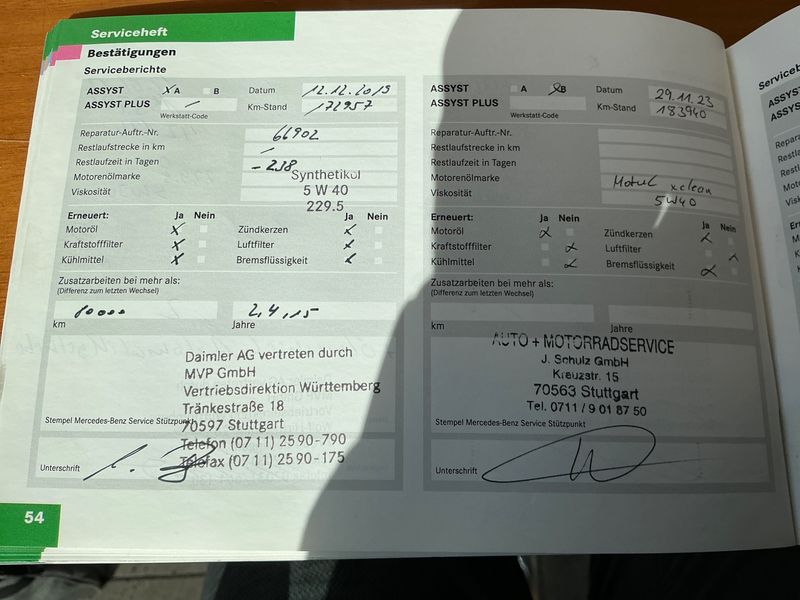 Serviceheft
Bestätigungen
Serviceberichte
ASSYST X A B Datum 12.12.2019
ASSYST PLUS Km-Stand 172957
Werkstatt-Code
Reparatur-Auftr.-Nr. 66902
Restlaufstrecke in km
Restlaufzeit in Tagen - 238
Motorenölmarke Synthetiköl
Viskosität 5 W 40
229.5
Erneuert: Ja Nein Ja Nein
Motoröl X Zündkerzen X
Kraftstofffilter X Luftfilter X
Kühlmittel X Bremsflüssigkeit X
Zusatzarbeiten bei mehr als:
(Differenz zum letzten Wechsel)
80000 2,4,15
km Jahre
Daimler AG vertreten durch
MVP GmbH
Vertriebsdirektion Württemberg
Tränkestraße 18
Stempel Mercedes-Benz Service Stützpunkt
70597 Stuttgart
Telefon (07 11) 25 90-790
Telefax (07 11) 25 90-175
Unterschrift
54
ASSYST A X B Datum 29.11.23
ASSYST PLUS Km-Stand 183940
Werkstatt-Code
Reparatur-Auftr.-Nr.
Restlaufstrecke in km
Restlaufzeit in Tagen
Motorenölmarke Motul xclean
Viskosität 5W40
Erneuert: Ja Nein Ja Nein
Motoröl X Zündkerzen X
Kraftstofffilter X Luftfilter X
Kühlmittel X Bremsflüssigkeit X
Zusatzarbeiten bei mehr als:
(Differenz zum letzten Wechsel)
km Jahre
AUTO + MOTORRADSERVICE
J. Schulz GmbH
Kreuzstr. 15
70563 Stuttgart
Tel. 0711 / 9 01 87 50
Stempel Mercedes-Benz Service Stützpunkt
Unterschrift